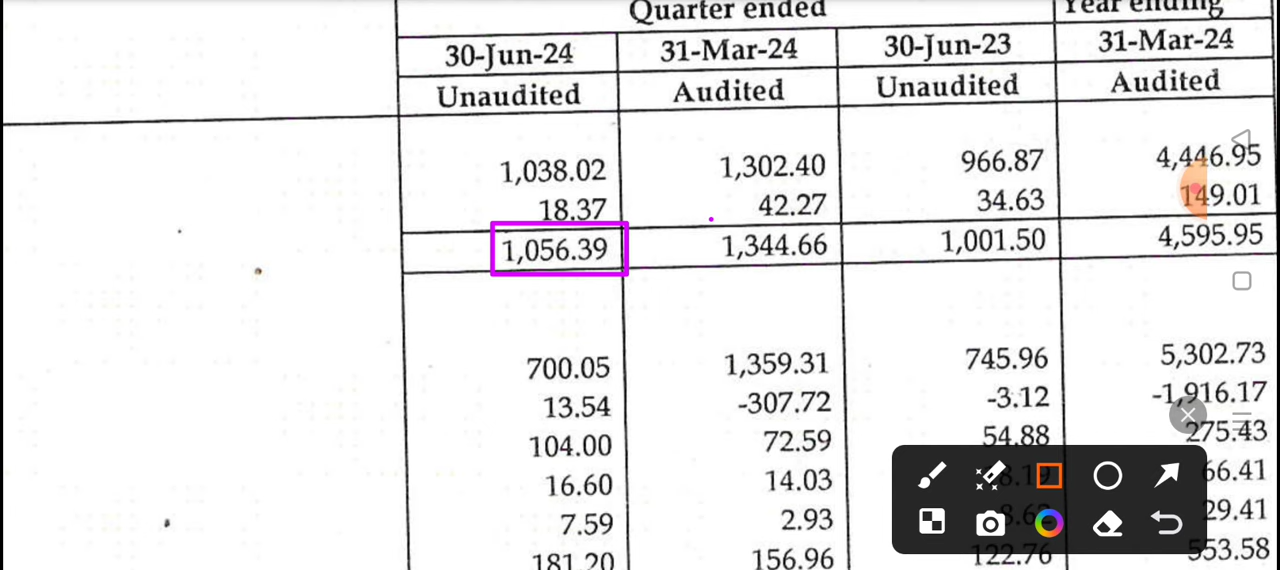 Quarter ended Year ending
30-Jun-24 31-Mar-24 30-Jun-23 31-Mar-24
Unaudited Audited Unaudited Audited
1,038.02 1,302.40 966.87 4,446.95
18.37 42.27 34.63 149.01
1,056.39 1,344.66 1,001.50 4,595.95
700.05 1,359.31 745.96 5,302.73
13.54 -307.72 -3.12 -1,916.17
104.00 72.59 54.88 275.43
16.60 14.03 66.41
7.59 2.93 29.41
181.20 156.96 122.76 553.58